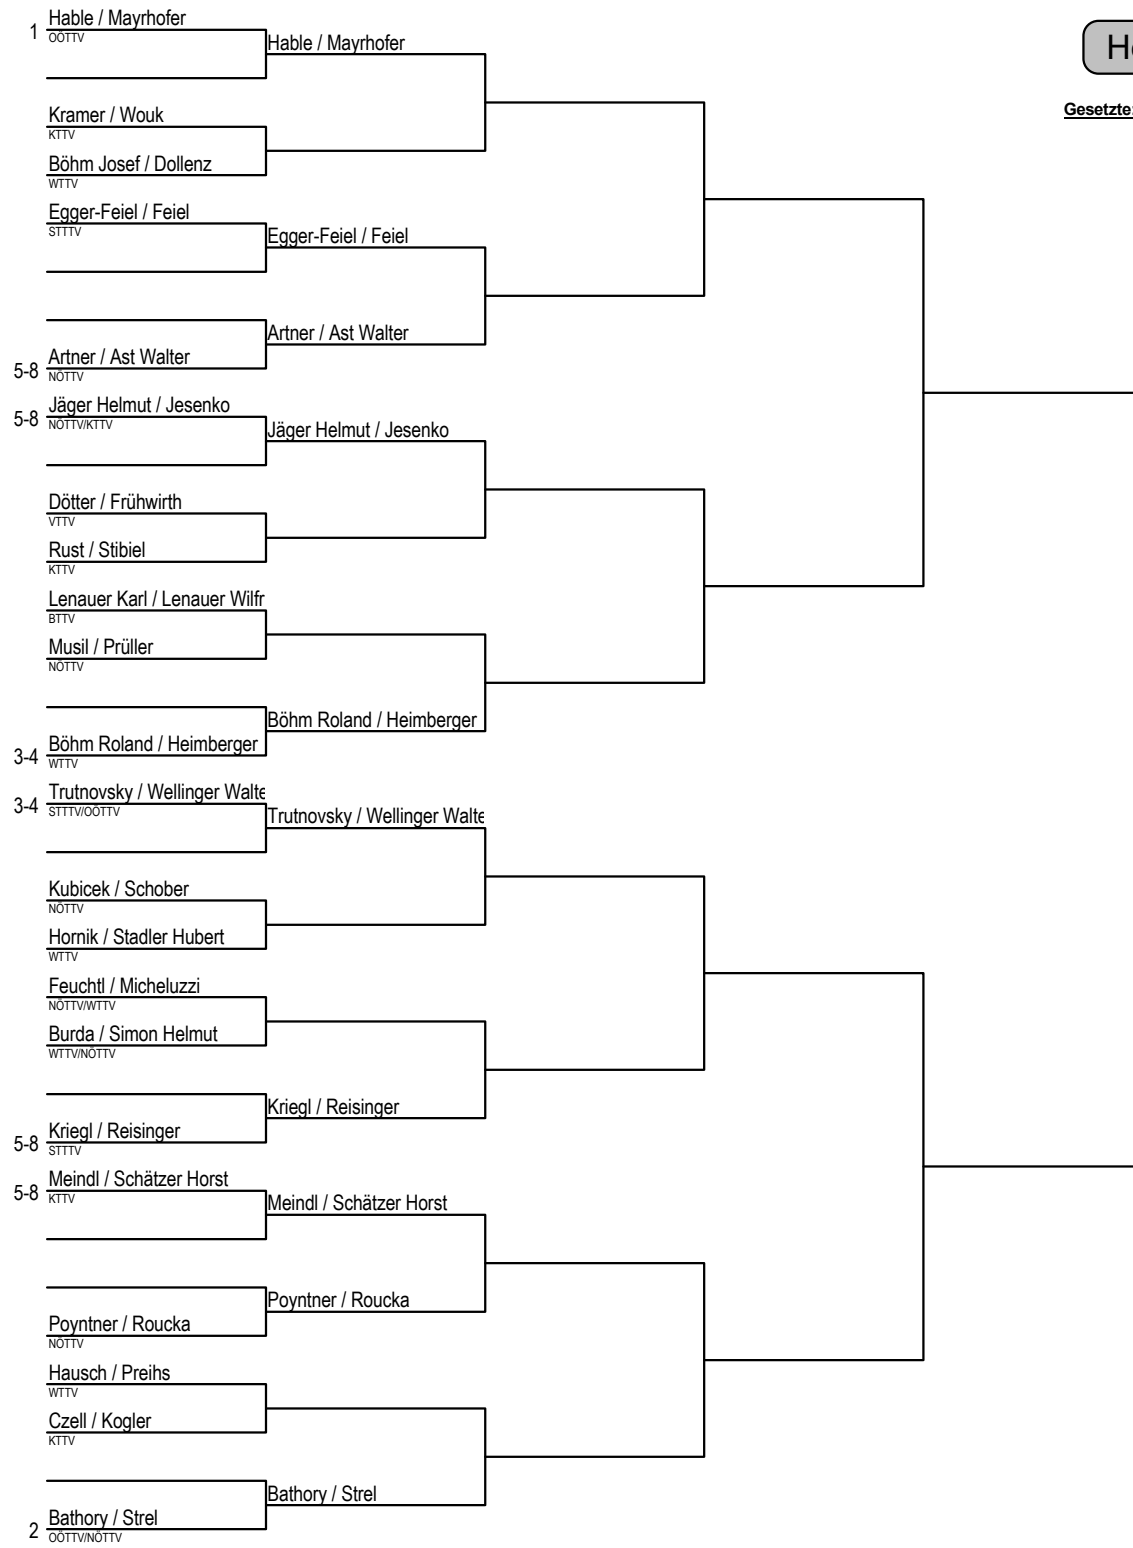 Hable / Mayrhofer
1
OÖTTV
Hable / Mayrhofer
Kramer / Wouk
KTTV
Böhm Josef / Dollenz
WTTV
Egger-Feiel / Feiel
STTTV
Egger-Feiel / Feiel
Artner / Ast Walter
Artner / Ast Walter
5-8
NÖTTV
Jäger Helmut / Jesenko
5-8
NÖTTV/KTTV
Jäger Helmut / Jesenko
Dötter / Frühwirth
VTTV
Rust / Stibiel
KTTV
Lenauer Karl / Lenauer Wilfr
BTTV
Musil / Prüller
NÖTTV
Böhm Roland / Heimberger
Böhm Roland / Heimberger
3-4
WTTV
Trutnovsky / Wellinger Walte
3-4
STTTV/OÖTTV
Trutnovsky / Wellinger Walte
Kubicek / Schober
NÖTTV
Hornik / Stadler Hubert
WTTV
Feuchtl / Micheluzzi
NÖTTV/WTTV
Burda / Simon Helmut
WTTV/NÖTTV
Kriegl / Reisinger
Kriegl / Reisinger
5-8
STTTV
Meindl / Schätzer Horst
5-8
KTTV
Meindl / Schätzer Horst
Poyntner / Roucka
Poyntner / Roucka
NÖTTV
Hausch / Preihs
WTTV
Czell / Kogler
KTTV
Bathory / Strel
Bathory / Strel
2
OÖTTV/NÖTTV
Gesetzte: